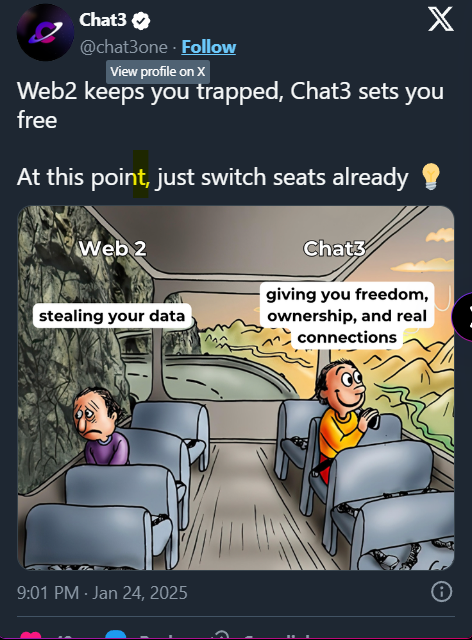 Chat3
@chat3one · Follow
View profile on X
Web2 keeps you trapped, Chat3 sets you
free
At this point, just switch seats already 💡
Web 2
Chat3
stealing your data
giving you freedom,
ownership, and real
connections
9:01 PM · Jan 24, 2025